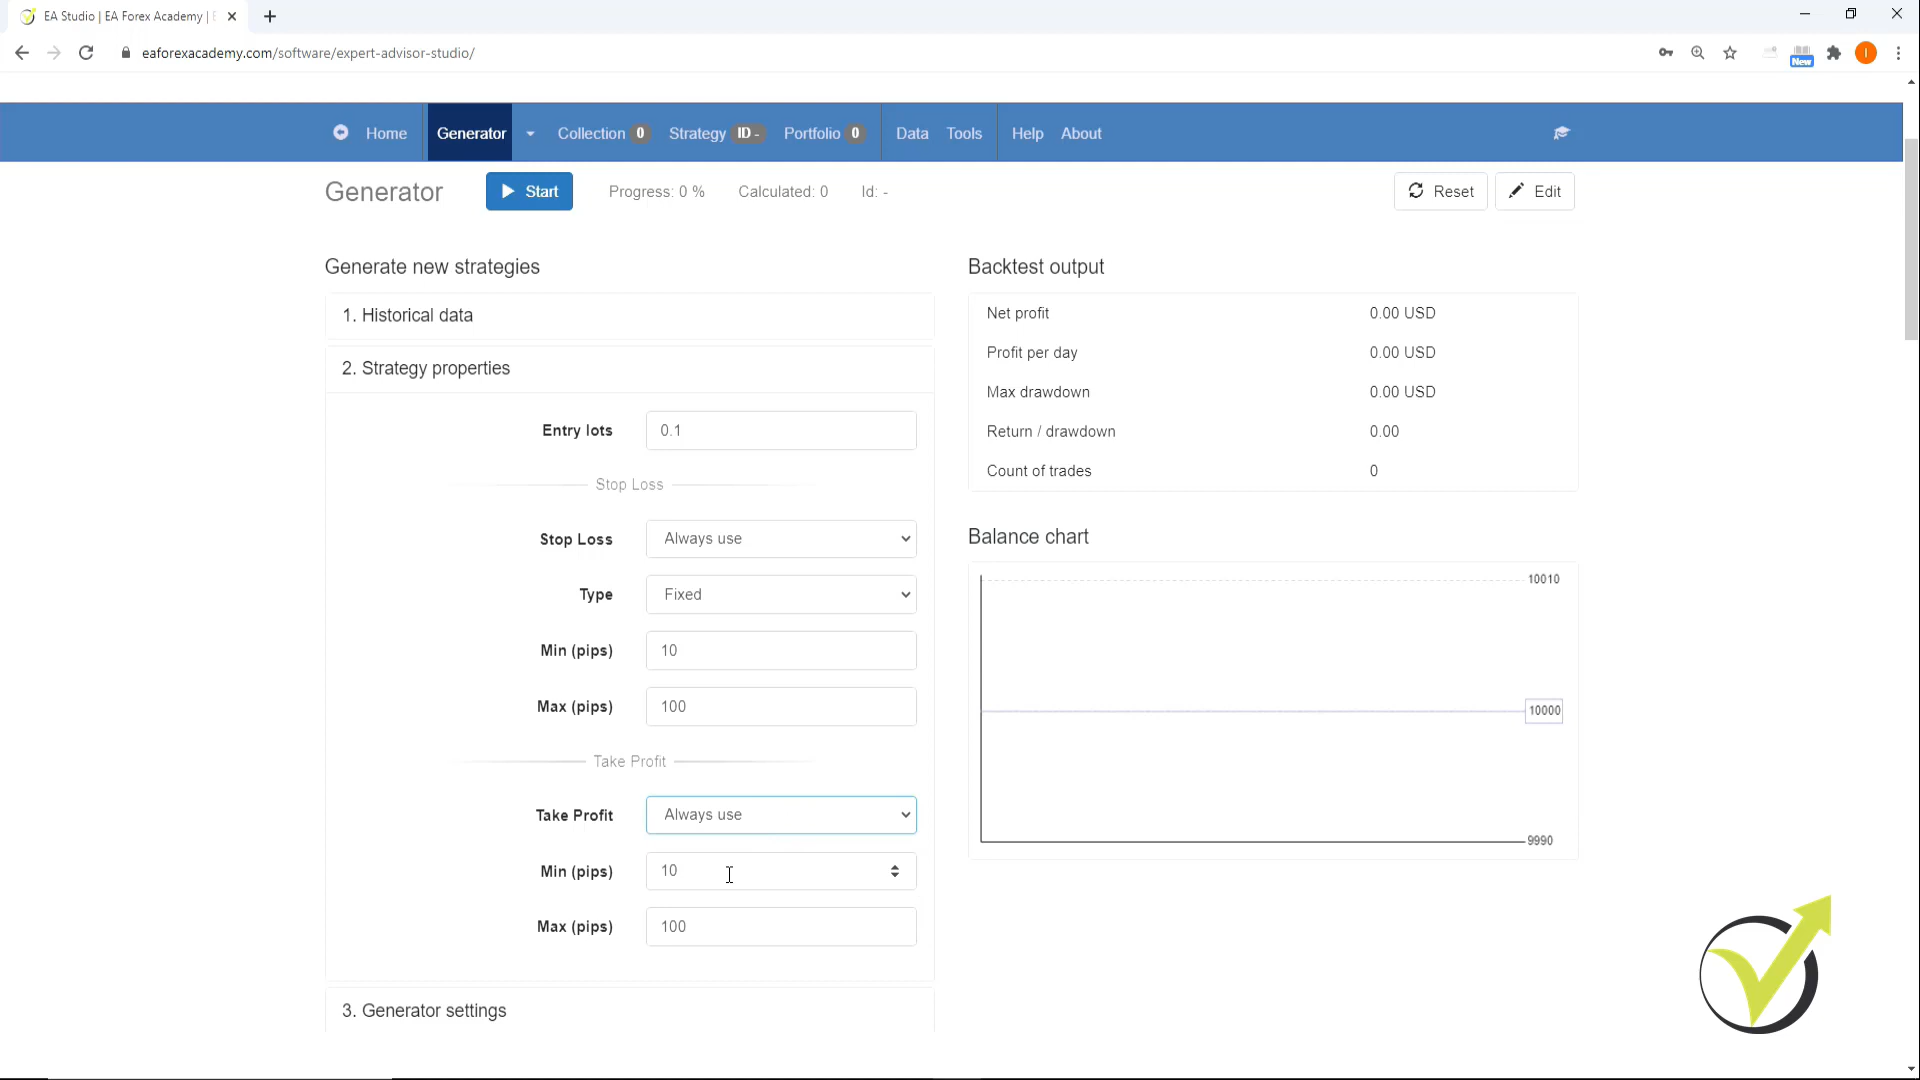 EA Studio | EA Forex Academy |
eaforexacademy.com/software/expert-advisor-studio/
New
I
Home
Generator
Collection 0
Strategy ID -
Portfolio 0
Data
Tools
Help
About
Generator
Start
Progress: 0 %
Calculated: 0
Id: -
Reset
Edit
Generate new strategies
1. Historical data
2. Strategy properties
Entry lots 0.1
Stop Loss
Stop Loss Always use
Type Fixed
Min (pips) 10
Max (pips) 100
Take Profit
Take Profit Always use
Min (pips) 10
Max (pips) 100
3. Generator settings
Backtest output
Net profit 0.00 USD
Profit per day 0.00 USD
Max drawdown 0.00 USD
Return / drawdown 0.00
Count of trades 0
Balance chart
10010
10000
9990